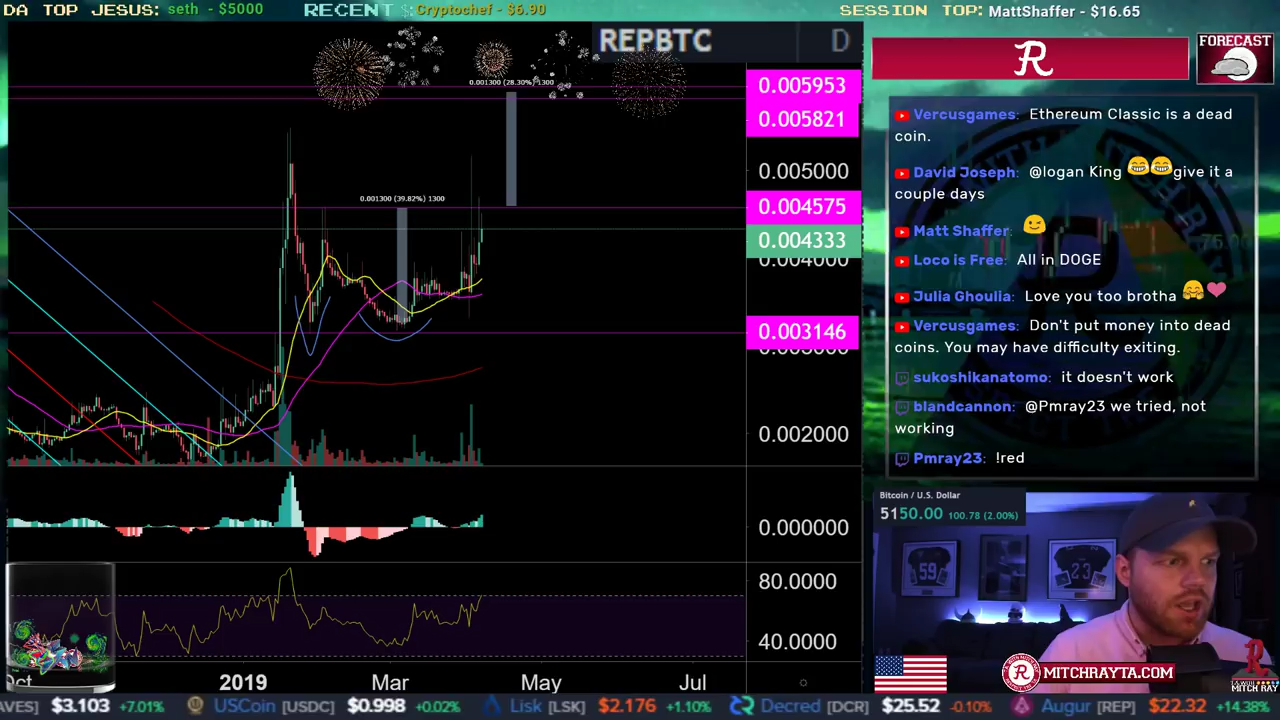 DA TOP JESUS: seth - $5000
RECENT $: Cryptochef - $6.90
SESSION TOP: MattShaffer - $16.65
REPBTC D
FORECAST
0.001300 (28.30%) 1300
0.005953
0.005821
0.005000
0.001300 (39.82%) 1300
0.004575
0.004333
0.004000
0.003146
0.002000
0.000000
80.0000
40.0000
Oct 2019 Mar May Jul
Vercusgames: Ethereum Classic is a dead
coin.
David Joseph: @logan King 😂😂give it a
couple days
Matt Shaffer: 😉
Loco is Free: All in DOGE
Julia Ghoulia: Love you too brotha 🤗❤
Vercusgames: Don't put money into dead
coins. You may have difficulty exiting.
sukoshikanatomo: it doesn't work
blandcannon: @Pmray23 we tried, not
working
Pmray23: !red
75.00
Bitcoin / U.S. Dollar
5150.00 100.78 (2.00%)
59
23
MITCHRAYTA.COM
MITCH RAY
AVES] $3.103 +7.01% USCoin [USDC] $0.998 +0.02% Lisk [LSK] $2.176 +1.10% Decred [DCR] $25.52 -0.10% Augur [REP] $22.32 +14.38%